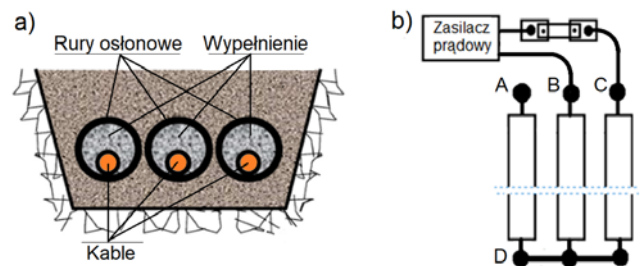 a)
Rury osłonowe
Wypełnienie
Kable
b)
Zasilacz
prądowy
A
B
C
D